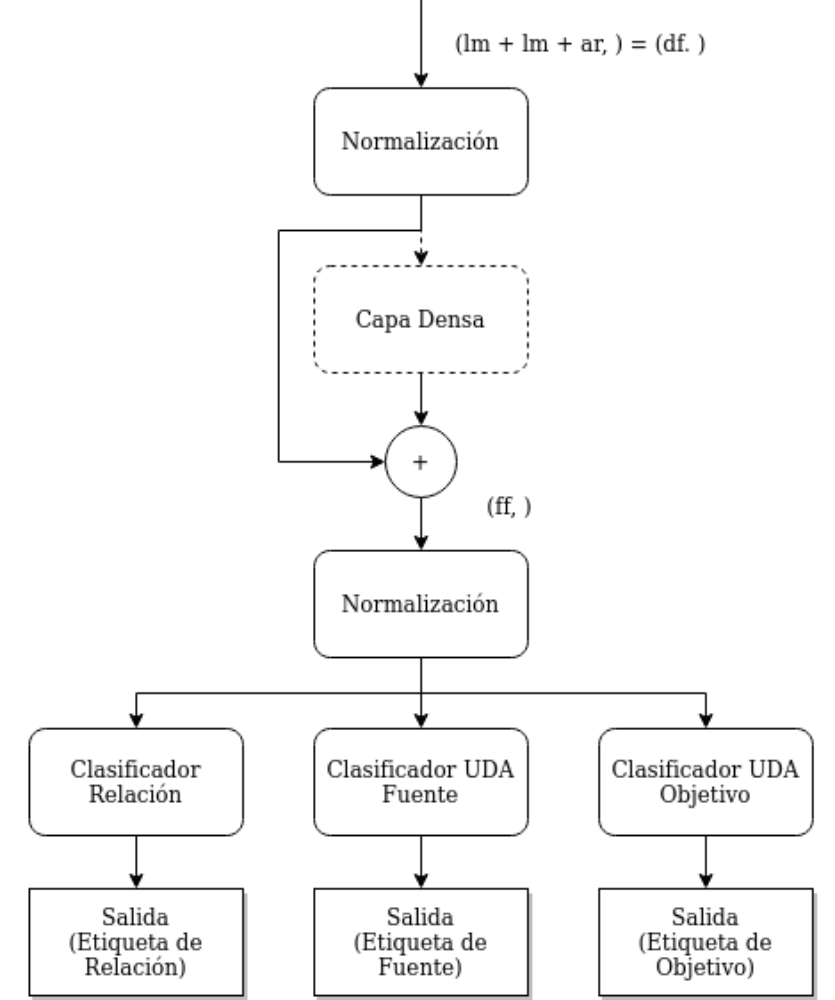 (lm + lm + ar, ) = (df. )
Normalización
Capa Densa
+
(ff, )
Normalización
Clasificador
Relación
Clasificador UDA
Fuente
Clasificador UDA
Objetivo
Salida
(Etiqueta de
Relación)
Salida
(Etiqueta de
Fuente)
Salida
(Etiqueta de
Objetivo)